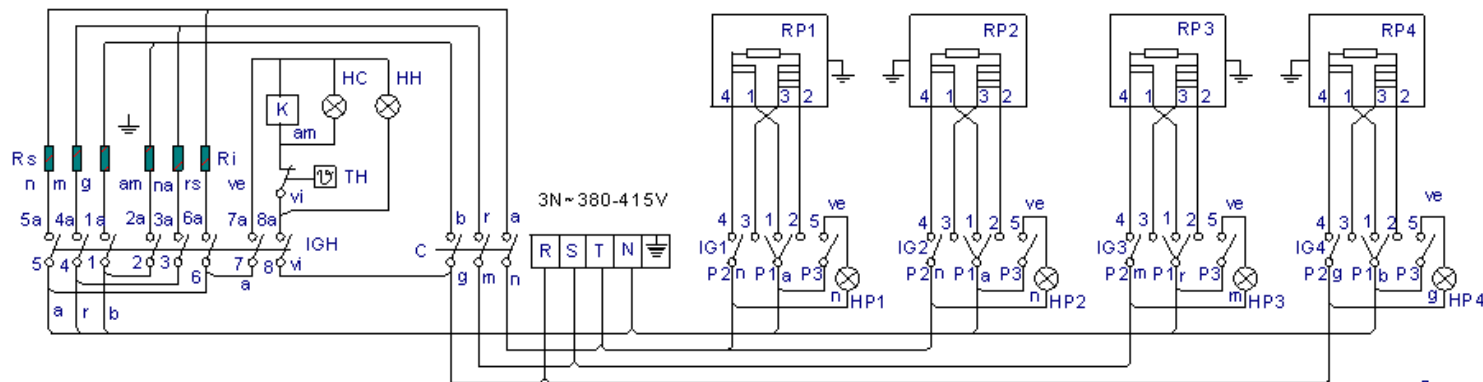 RP1 RP2 RP3 RP4
HC HH
K
4 1 3 2 4 1 3 2 4 1 3 2 4 1 3 2
am
Rs Ri
TH
n m g am na rs ve
vi
3N~380-415V
5a 4a 1a 2a 3a 6a 7a 8a
b r a
4 3 1 2 5 ve 4 3 1 2 5 ve 4 3 1 2 5 ve 4 3 1 2 5 ve
IGH
C
R S T N
IG1 IG2 IG3 IG4
5 4 1 2 3 6 7 8 vi
P2 n P1 a P3 P2 n P1 a P3 P2 m P1 r P3 P2 g P1 b P3
a
g m n
n HP1 n HP2 m HP3 g HP4
a r b